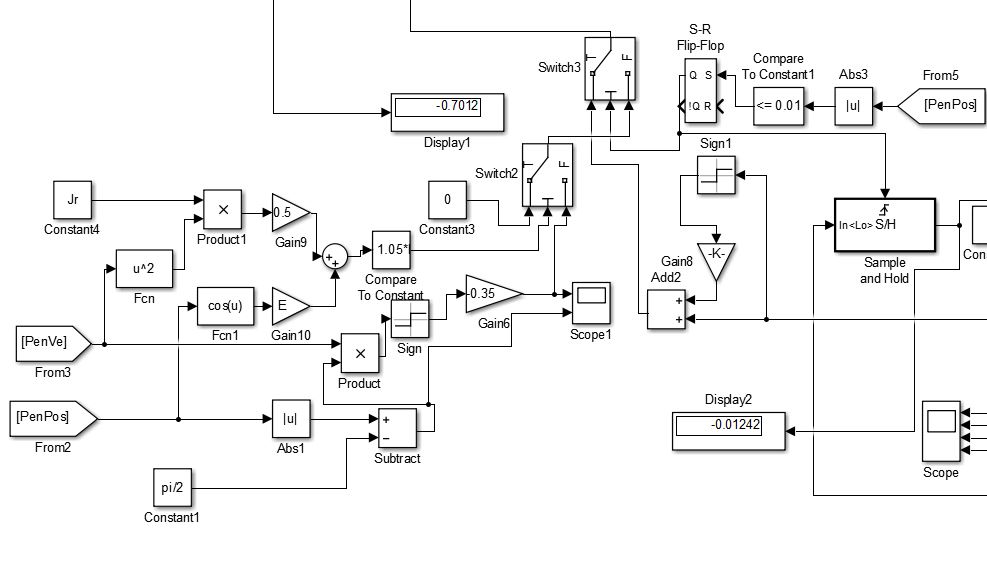 S-R
Flip-Flop
Switch3
T
F
Q S
!Q R
Compare
To Constant1
<= 0.01
Abs3
|u|
From5
[PenPos]
-0.7012
Display1
Sign1
Switch2
T
F
Jr
Constant4
×
Product1
0.5
Gain9
0
Constant3
In <Lo> S/H
Sample
and Hold
Con
u^2
Fcn
+
+
1.05*
Compare
To Constant
-K-
Gain8
Add2
+
+
cos(u)
Fcn1
E
Gain10
-0.35
Gain6
Scope1
Sign
[PenVe]
From3
×
Product
[PenPos]
From2
|u|
Abs1
+
−
Subtract
Display2
-0.01242
Scope
pi/2
Constant1